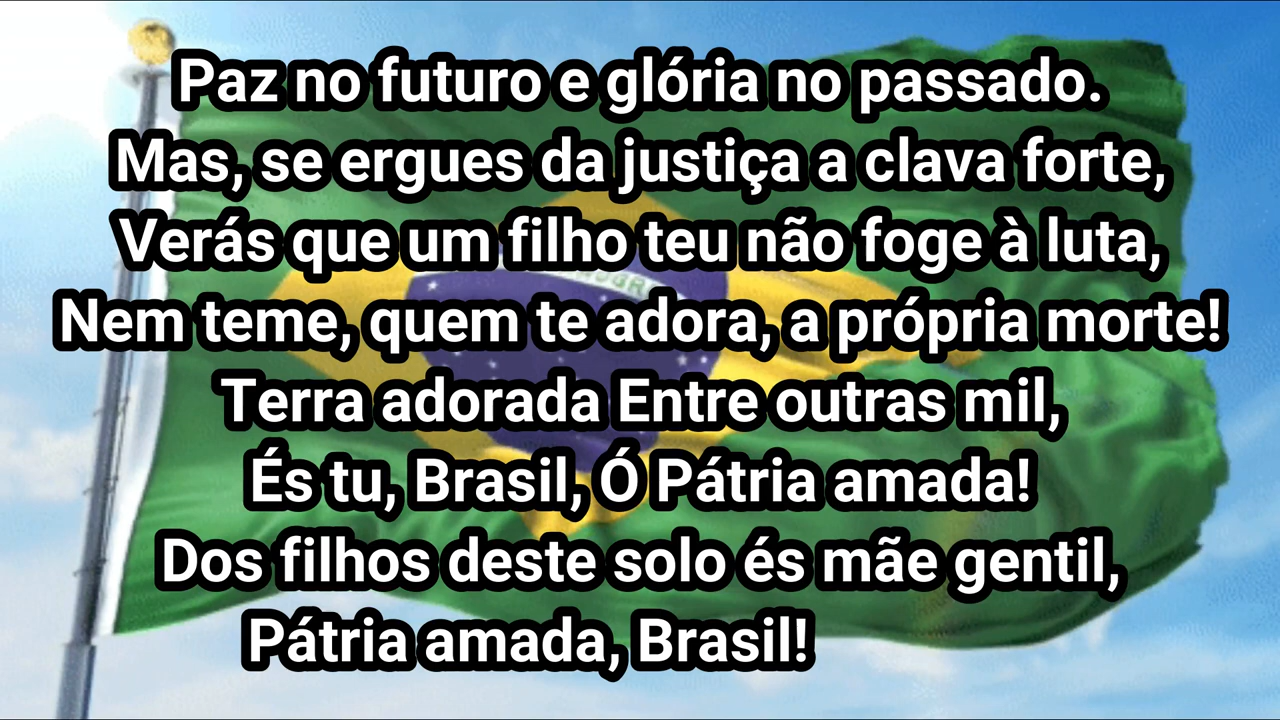 Paz no futuro e glória no passado.
Mas, se ergues da justiça a clava forte,
Verás que um filho teu não foge à luta,
Nem teme, quem te adora, a própria morte!
Terra adorada Entre outras mil,
És tu, Brasil, Ó Pátria amada!
Dos filhos deste solo és mãe gentil,
Pátria amada, Brasil!